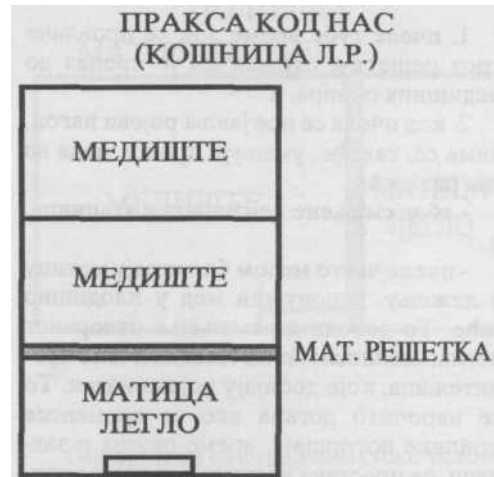 ПРАКСА КОД НАС
(КОШНИЦА Л.Р.)
МЕДИШТЕ
МЕДИШТЕ
МАТ. РЕШЕТКА
МАТИЦА
ЛЕГЛО